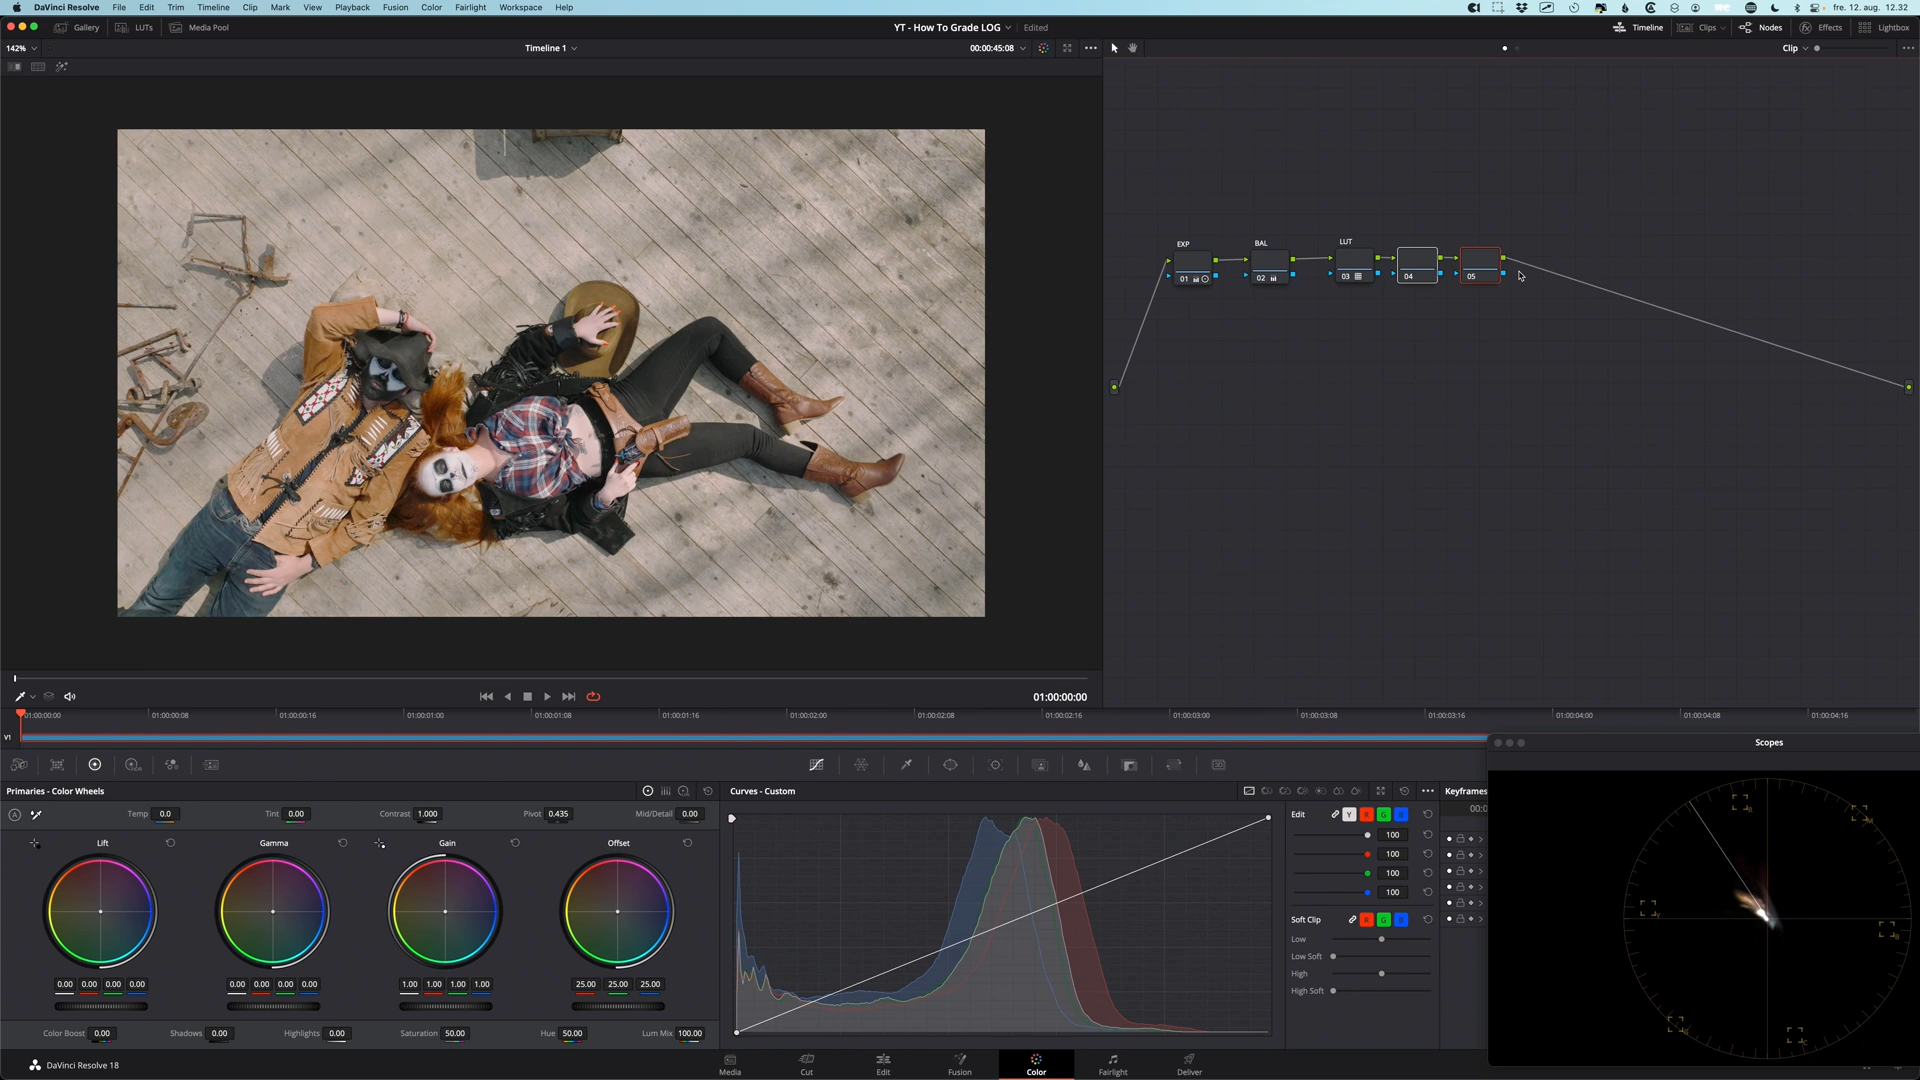 DaVinci Resolve File Edit Trim Timeline Clip Mark View Playback Fusion Color Fairlight Workspace Help fre. 12. aug. 12.32
Gallery LUTs Media Pool YT - How To Grade LOG Edited Timeline Clips Nodes Effects Lightbox
142% Timeline 1 00:00:45:08 Clip
EXP BAL LUT
01 02 03 04 05
01:00:00:00
01:00:00:00 01:00:00:08 01:00:00:16 01:00:01:00 01:00:01:08 01:00:01:16 01:00:02:00 01:00:02:08 01:00:02:16 01:00:03:00 01:00:03:08 01:00:03:16 01:00:04:00 01:00:04:08 01:00:04:16
V1
Scopes
Primaries - Color Wheels Curves - Custom Keyframes
Temp 0.0 Tint 0.00 Contrast 1.000 Pivot 0.435 Mid/Detail 0.00
Edit Y R G B
00:0
Lift Gamma Gain Offset
100
100
100
100
Soft Clip R G B
Low
Low Soft
High
High Soft
0.00 0.00 0.00 0.00 0.00 0.00 0.00 0.00 1.00 1.00 1.00 1.00 25.00 25.00 25.00
Color Boost 0.00 Shadows 0.00 Highlights 0.00 Saturation 50.00 Hue 50.00 Lum Mix 100.00
DaVinci Resolve 18
Media Cut Edit Fusion Color Fairlight Deliver